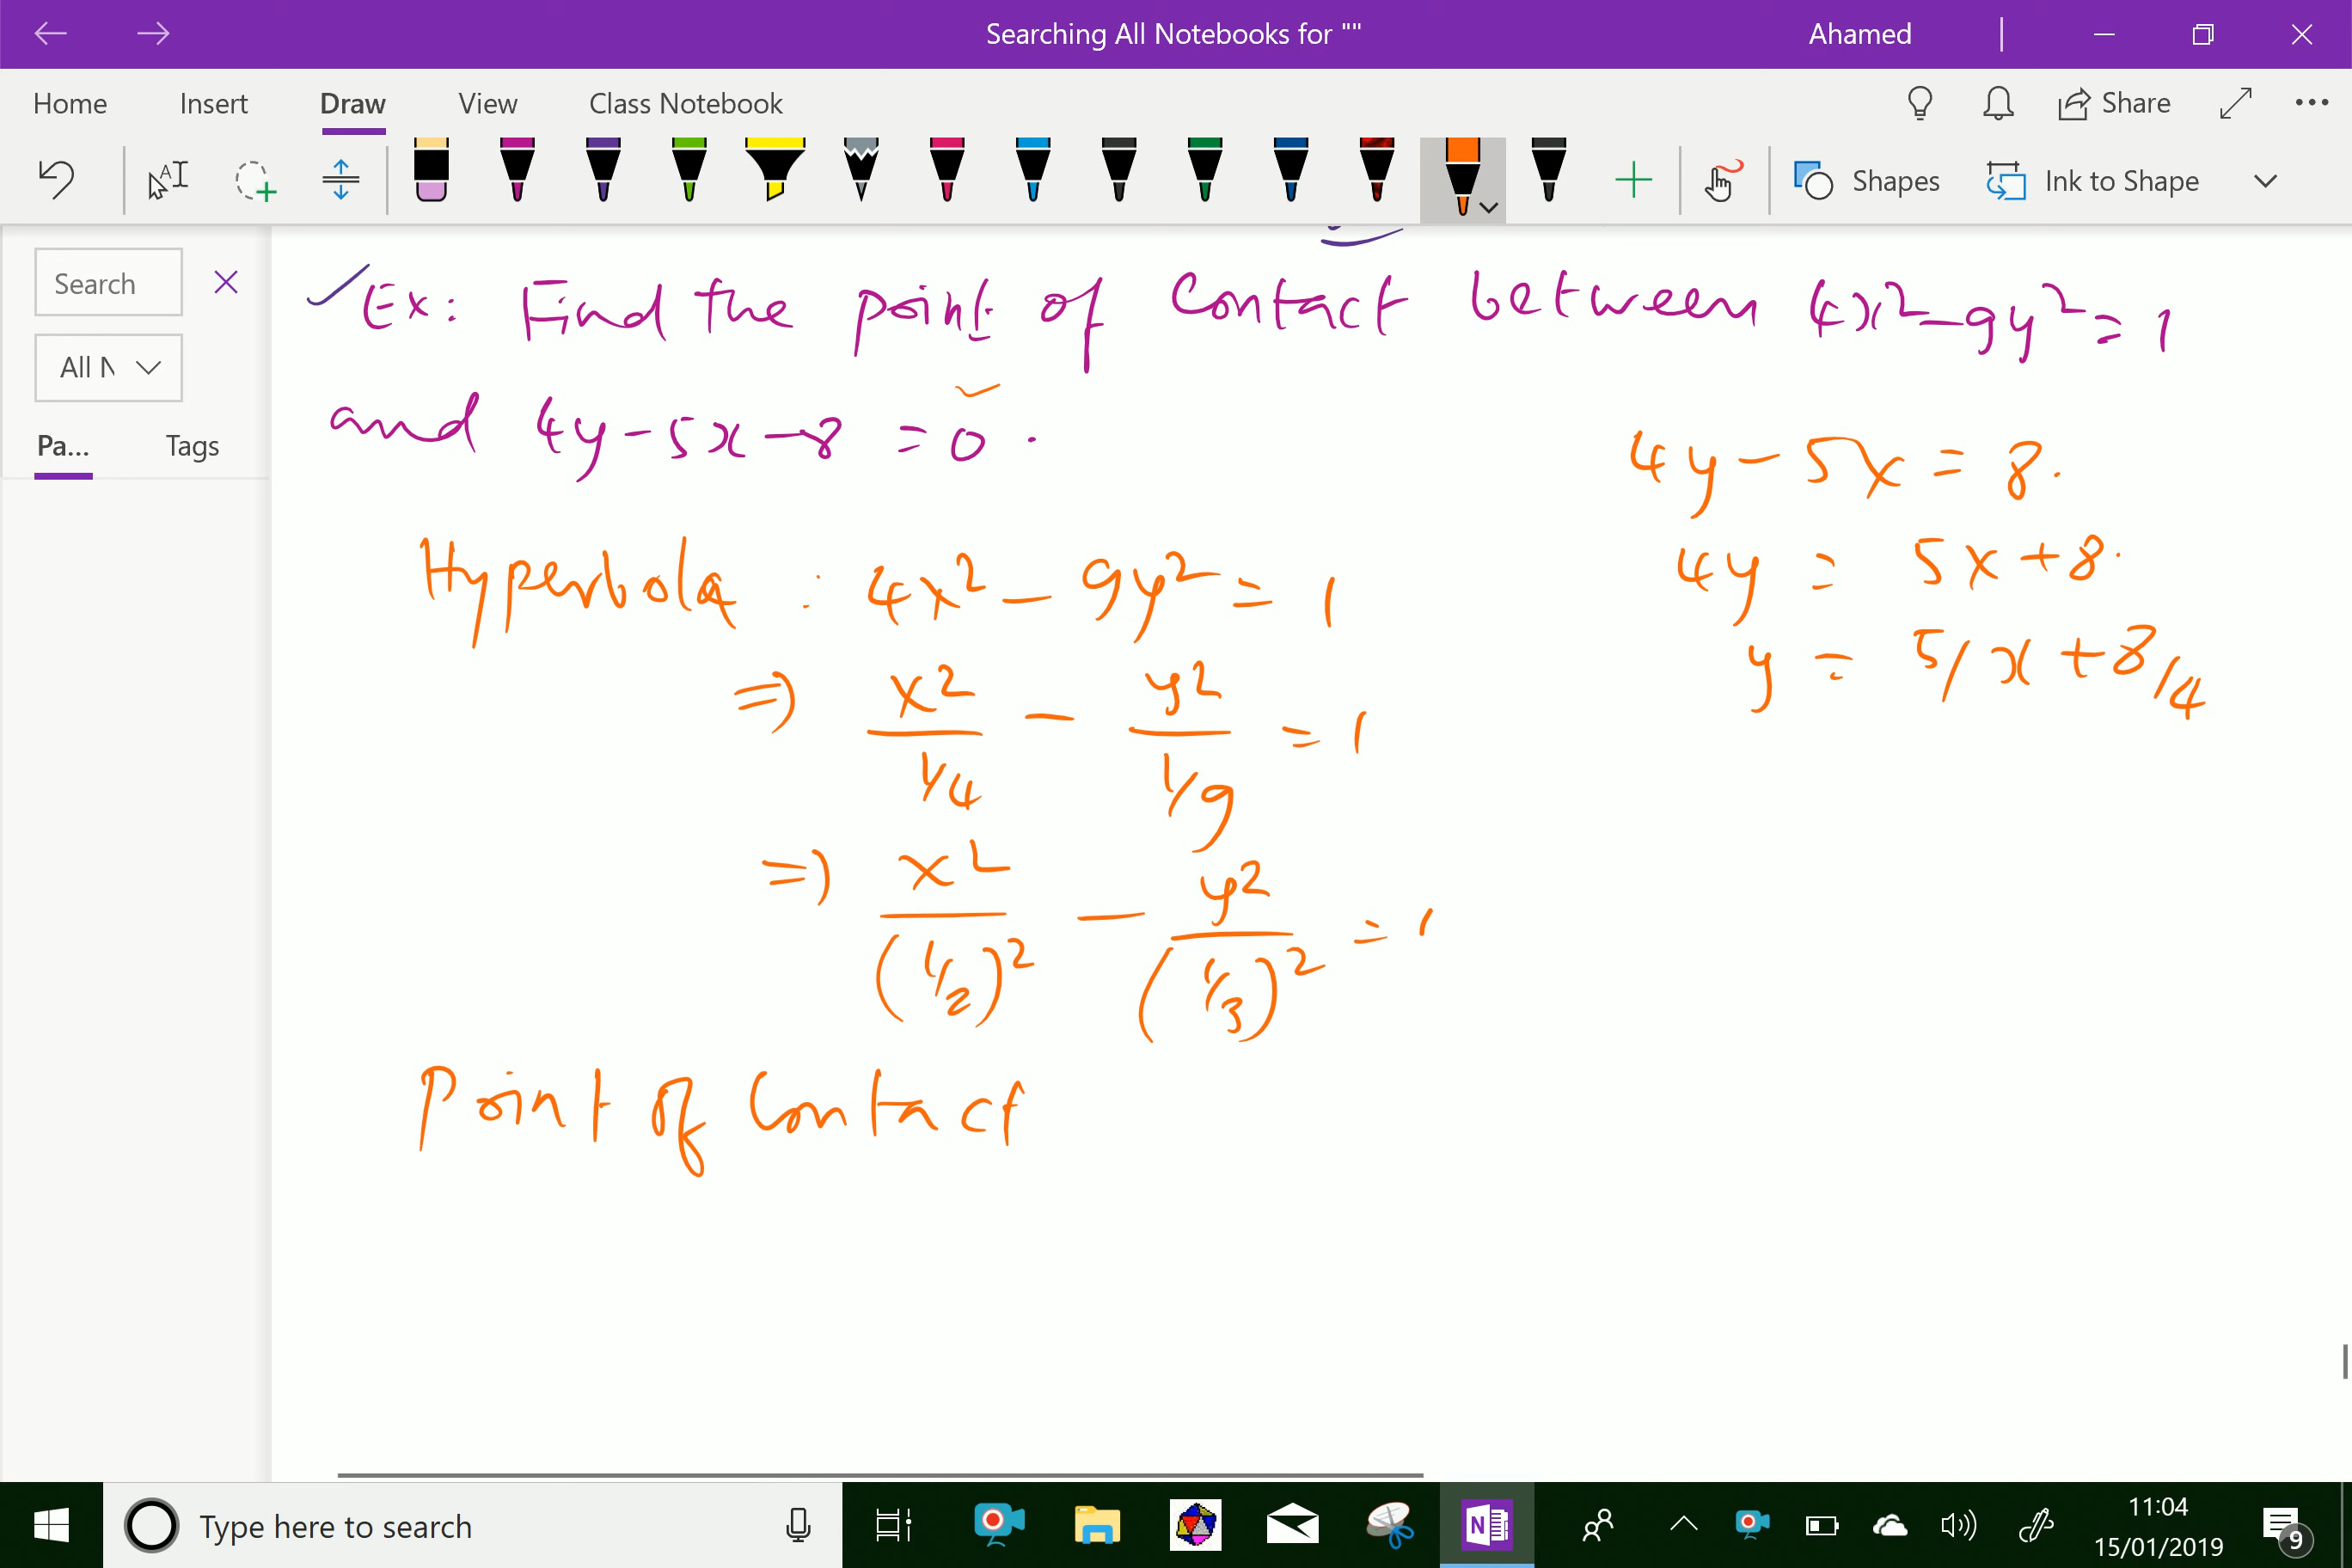 Searching All Notebooks for ""
Ahamed
Home Insert Draw View Class Notebook Share
Shapes Ink to Shape
Search
All N
Pa... Tags
Ex: Find the point of Contact between 4x²-9y²=1
and 4y-5x-8=0.
4y-5x=8.
4y = 5x+8.
y = 5/x+8/4
Hyperbola : 4x²-9y²=1
⇒ x²/1/4 - y²/1/9 = 1
⇒ x²/(1/2)² - y²/(1/3)² = 1
Point of Contact
Type here to search
N
11:04
15/01/2019
9